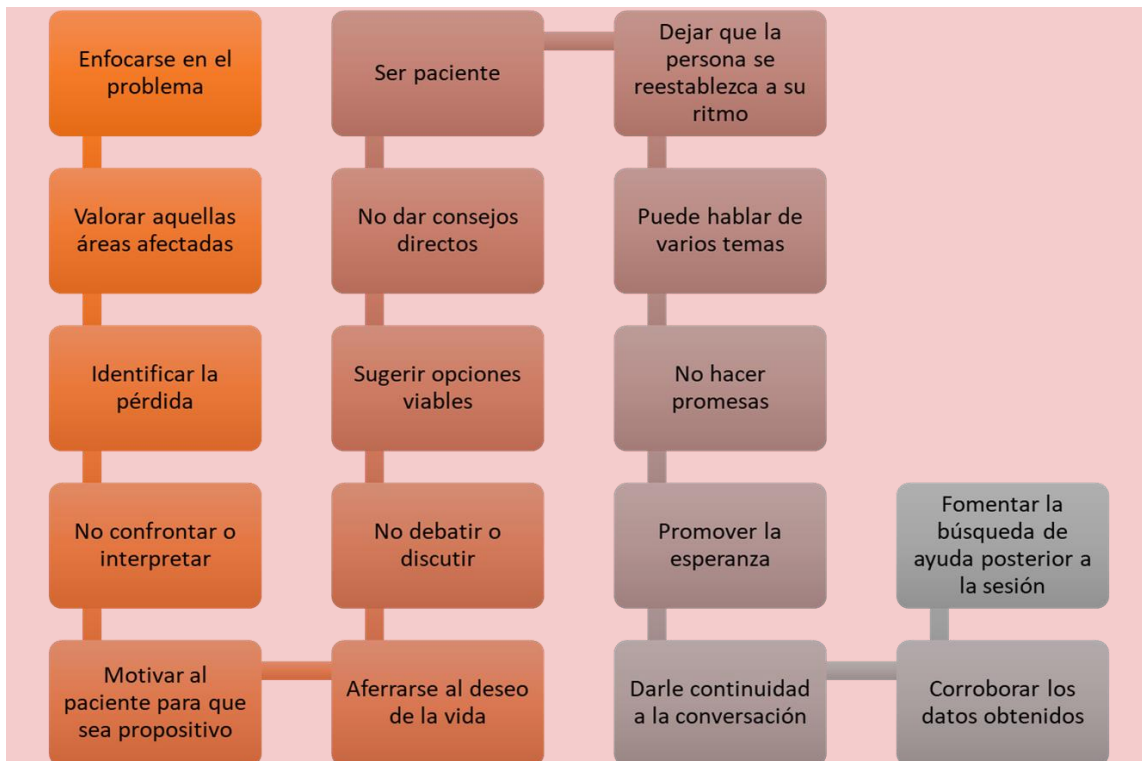 Enfocarse en el
problema
Valorar aquellas
áreas afectadas
Identificar la
pérdida
No confrontar o
interpretar
Motivar al
paciente para que
sea propositivo
Aferrarse al deseo
de la vida
No debatir o
discutir
Sugerir opciones
viables
No dar consejos
directos
Ser paciente
Dejar que la
persona se
reestablezca a su
ritmo
Puede hablar de
varios temas
No hacer
promesas
Promover la
esperanza
Darle continuidad
a la conversación
Corroborar los
datos obtenidos
Fomentar la
búsqueda de
ayuda posterior a
la sesión